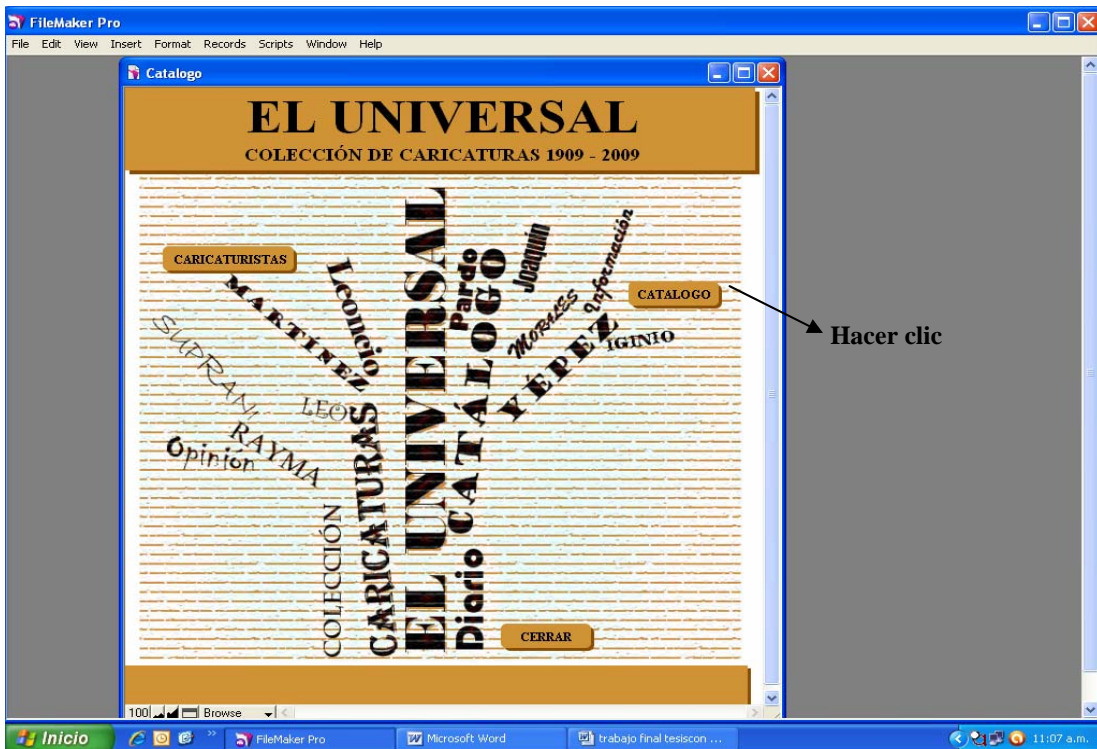 FileMaker Pro
File Edit View Insert Format Records Scripts Window Help
Catalogo
EL UNIVERSAL
COLECCIÓN DE CARICATURAS 1909 - 2009
CARICATURISTAS
MARTINEZ
Leoncio
SUPRANI
LEO
RAYMA
Opinión
COLECCIÓN
CARICATURAS
EL UNIVERSAL
Diario
CATÁLOGO
Pardo
Joaquin
MORALES
Información
YÉPEZ
IGINIO
CATALOGO
Hacer clic
CERRAR
100 Browse
Inicio FileMaker Pro Microsoft Word trabajo final tesiscon ... 11:07 a.m.